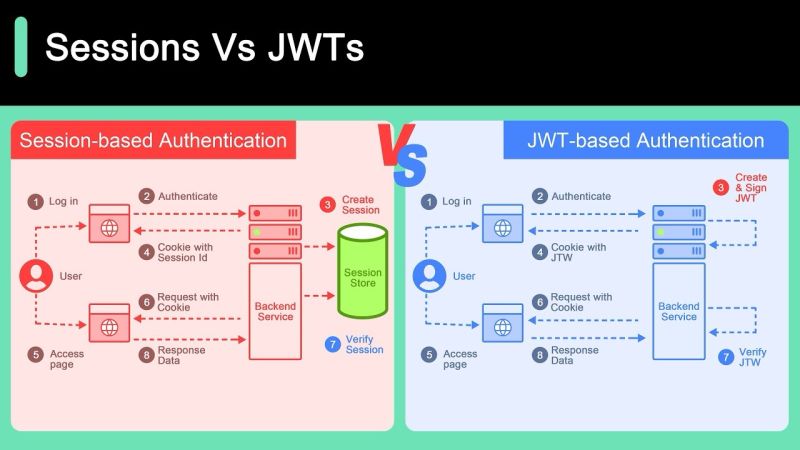 Sessions Vs JWTs
Session-based Authentication
1 Log in
2 Authenticate
3 Create
Session
4 Cookie with
Session Id
User
Session
Store
6 Request with
Cookie
Backend
Service
7 Verify
Session
5 Access
page
8 Response
Data
VS
JWT-based Authentication
1 Log in
2 Authenticate
3 Create
& Sign
JWT
4 Cookie with
JTW
User
6 Request with
Cookie
Backend
Service
5 Access
page
8 Response
Data
7 Verify
JTW